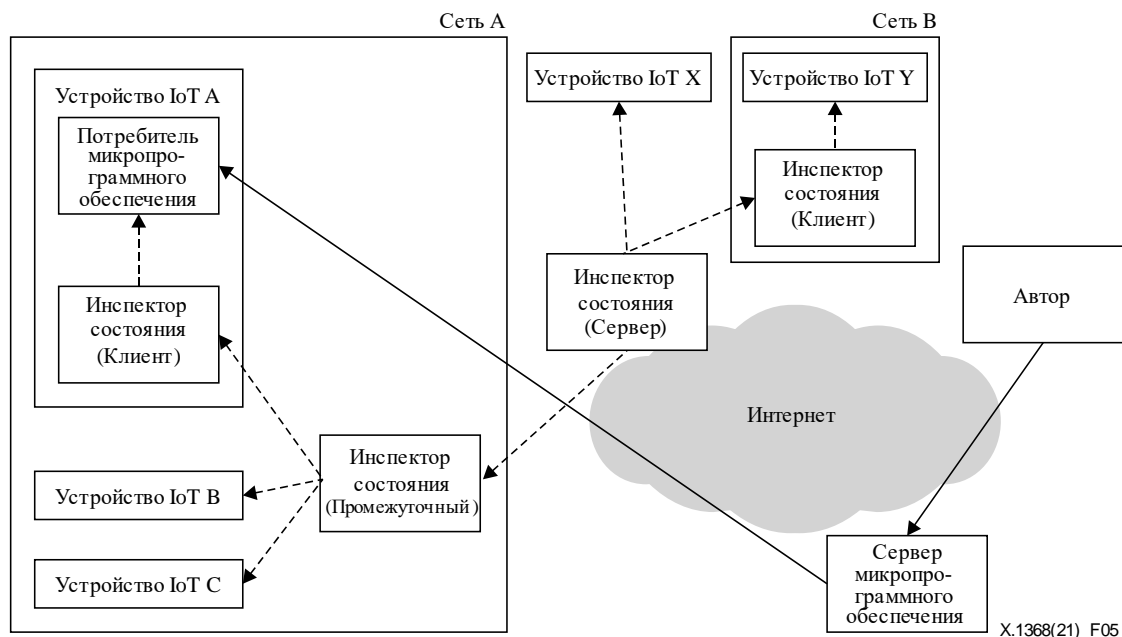 Сеть A
Сеть B
Устройство IoT A
Потребитель
микропро-
граммного
обеспечения
Инспектор
состояния
(Клиент)
Устройство IoT B
Устройство IoT C
Инспектор
состояния
(Промежуточный)
Устройство IoT X
Устройство IoT Y
Инспектор
состояния
(Клиент)
Инспектор
состояния
(Сервер)
Автор
Интернет
Сервер
микропро-
граммного
обеспечения
X.1368(21)_F05